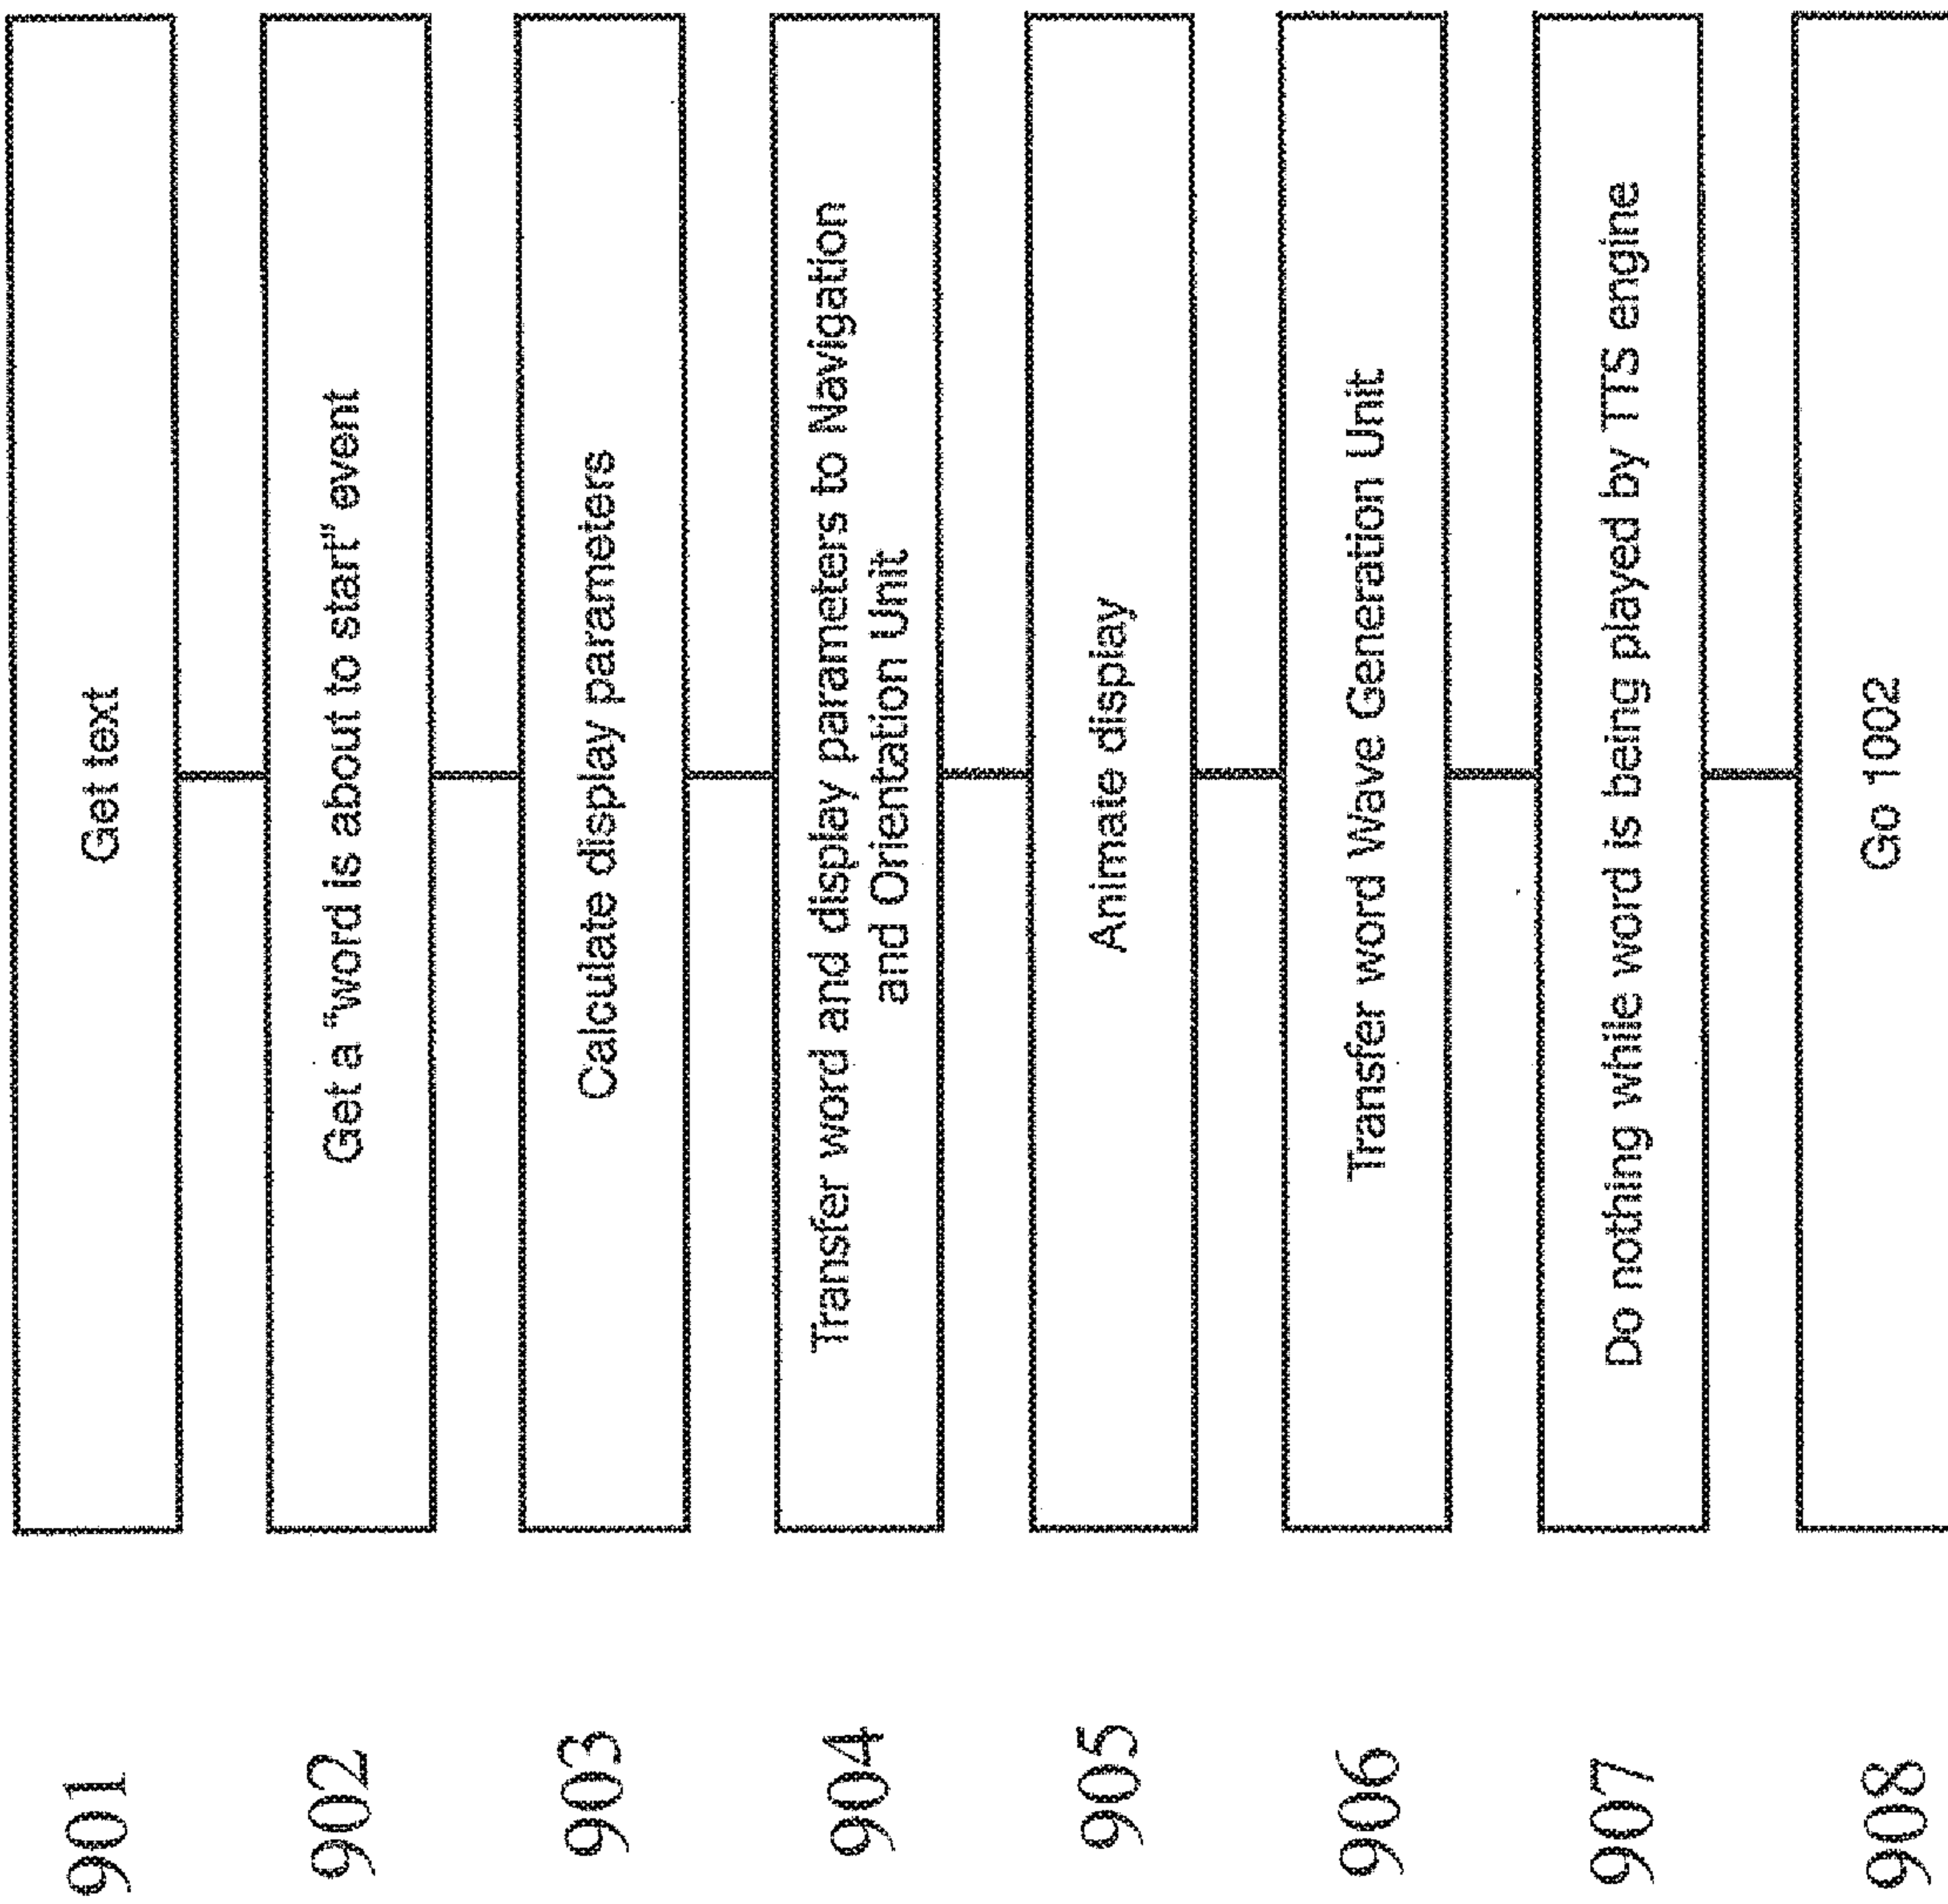 901
Get text
902
Get a "word is about to start" event
903
Calculate display parameters
904
Transfer word and display parameters to Navigation
and Orientation Unit
905
Animate display
906
Transfer word Wave Generation Unit
907
Do nothing while word is being played by TTS engine
908
Go 1002